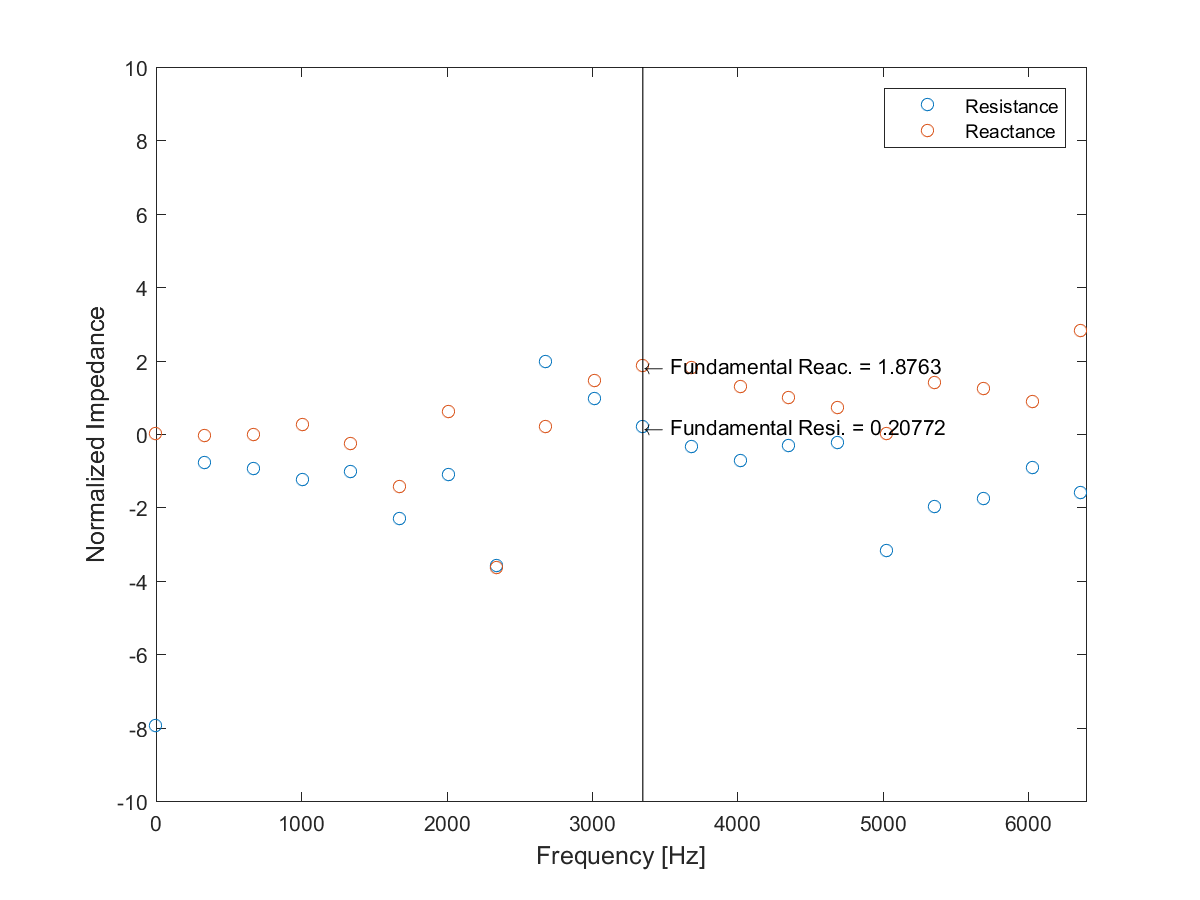 10
8
6
4
2
0
-2
-4
-6
-8
-10
Normalized Impedance
Resistance
Reactance
← Fundamental Reac. = 1.8763
← Fundamental Resi. = 0.20772
0 1000 2000 3000 4000 5000 6000
Frequency [Hz]